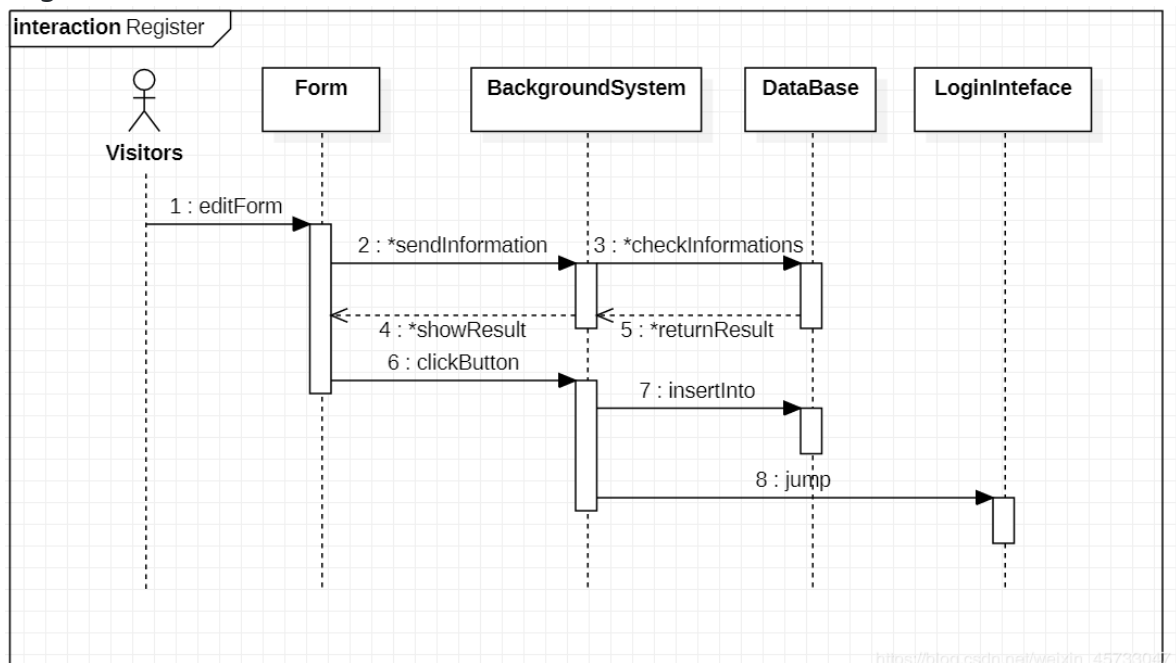 interaction Register
Form
BackgroundSystem
DataBase
LoginInteface
Visitors
1 : editForm
2 : *sendInformation
3 : *checkInformations
4 : *showResult
5 : *returnResult
6 : clickButton
7 : insertInto
8 : jump